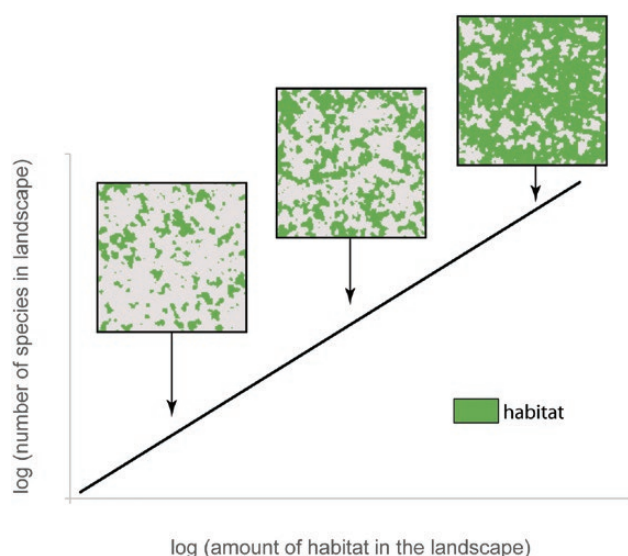 log (number of species in landscape)
habitat
log (amount of habitat in the landscape)